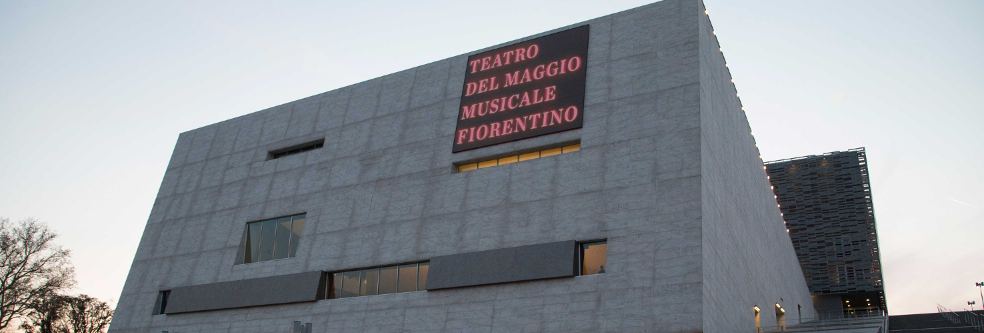 TEATRO
DEL MAGGIO
MUSICALE
FIORENTINO